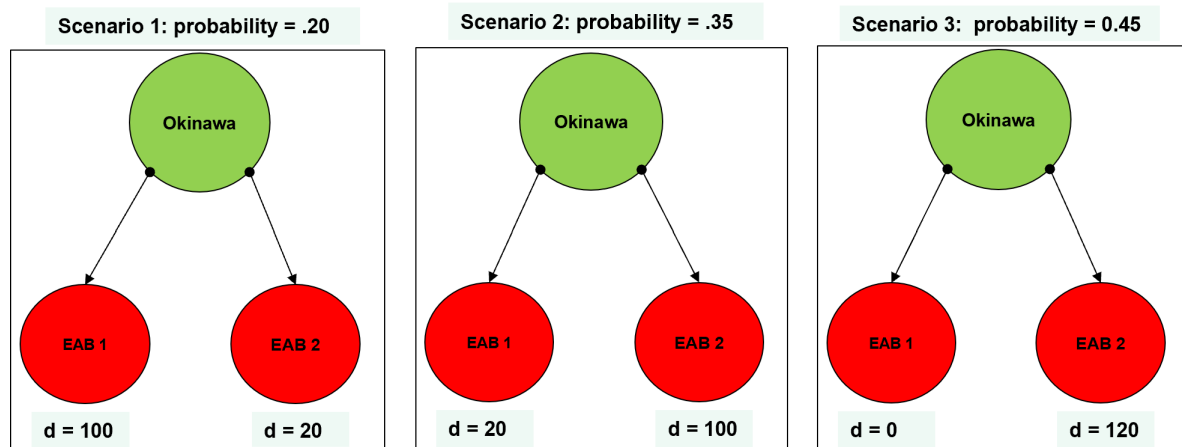 Scenario 1: probability = .20
Okinawa
EAB 1
EAB 2
d = 100
d = 20
Scenario 2: probability = .35
Okinawa
EAB 1
EAB 2
d = 20
d = 100
Scenario 3:  probability = 0.45
Okinawa
EAB 1
EAB 2
d = 0
d = 120